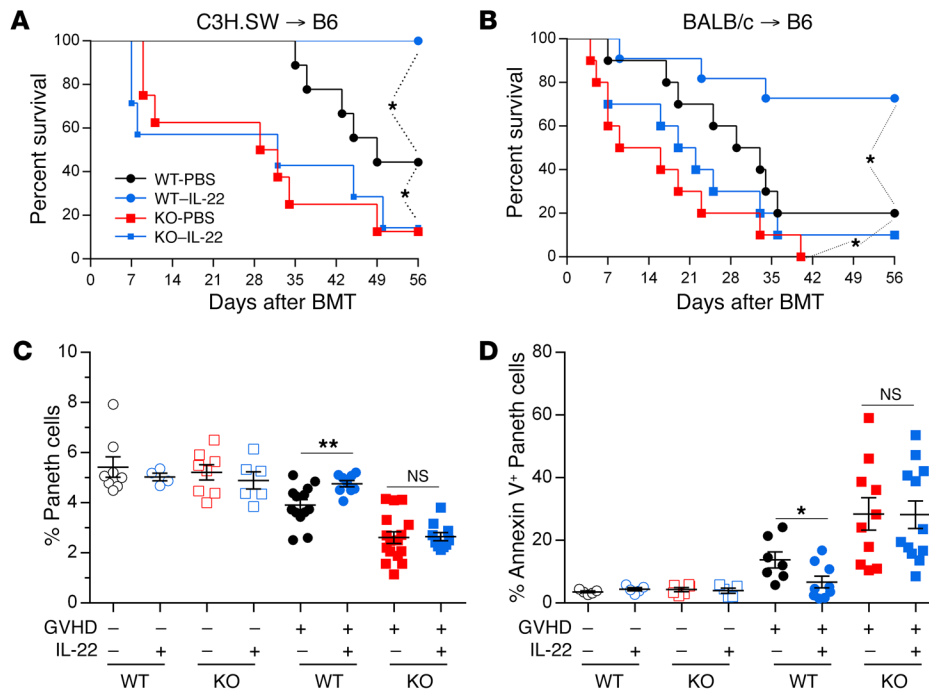 A
C3H.SW → B6
100
80
60
40
20
0
Percent survival
WT-PBS
WT–IL-22
KO-PBS
KO–IL-22
*
*
0 7 14 21 28 35 42 49 56
Days after BMT
B
BALB/c → B6
100
80
60
40
20
0
Percent survival
*
*
0 7 14 21 28 35 42 49 56
Days after BMT
C
10
8
6
4
2
0
% Paneth cells
**
NS
GVHD – – – – + + + +
IL-22 – + – + – + – +
WT KO WT KO
D
80
60
40
20
0
% Annexin V+ Paneth cells
*
NS
GVHD – – – – + + + +
IL-22 – + – + – + – +
WT KO WT KO